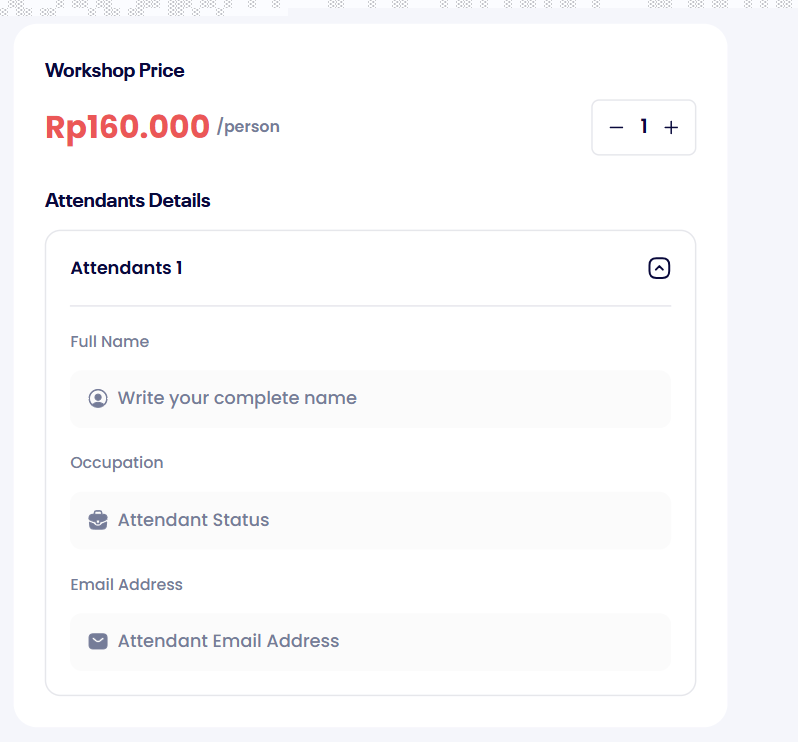 Workshop Price
Rp160.000 /person
− 1 +
Attendants Details
Attendants 1
Full Name
Write your complete name
Occupation
Attendant Status
Email Address
Attendant Email Address